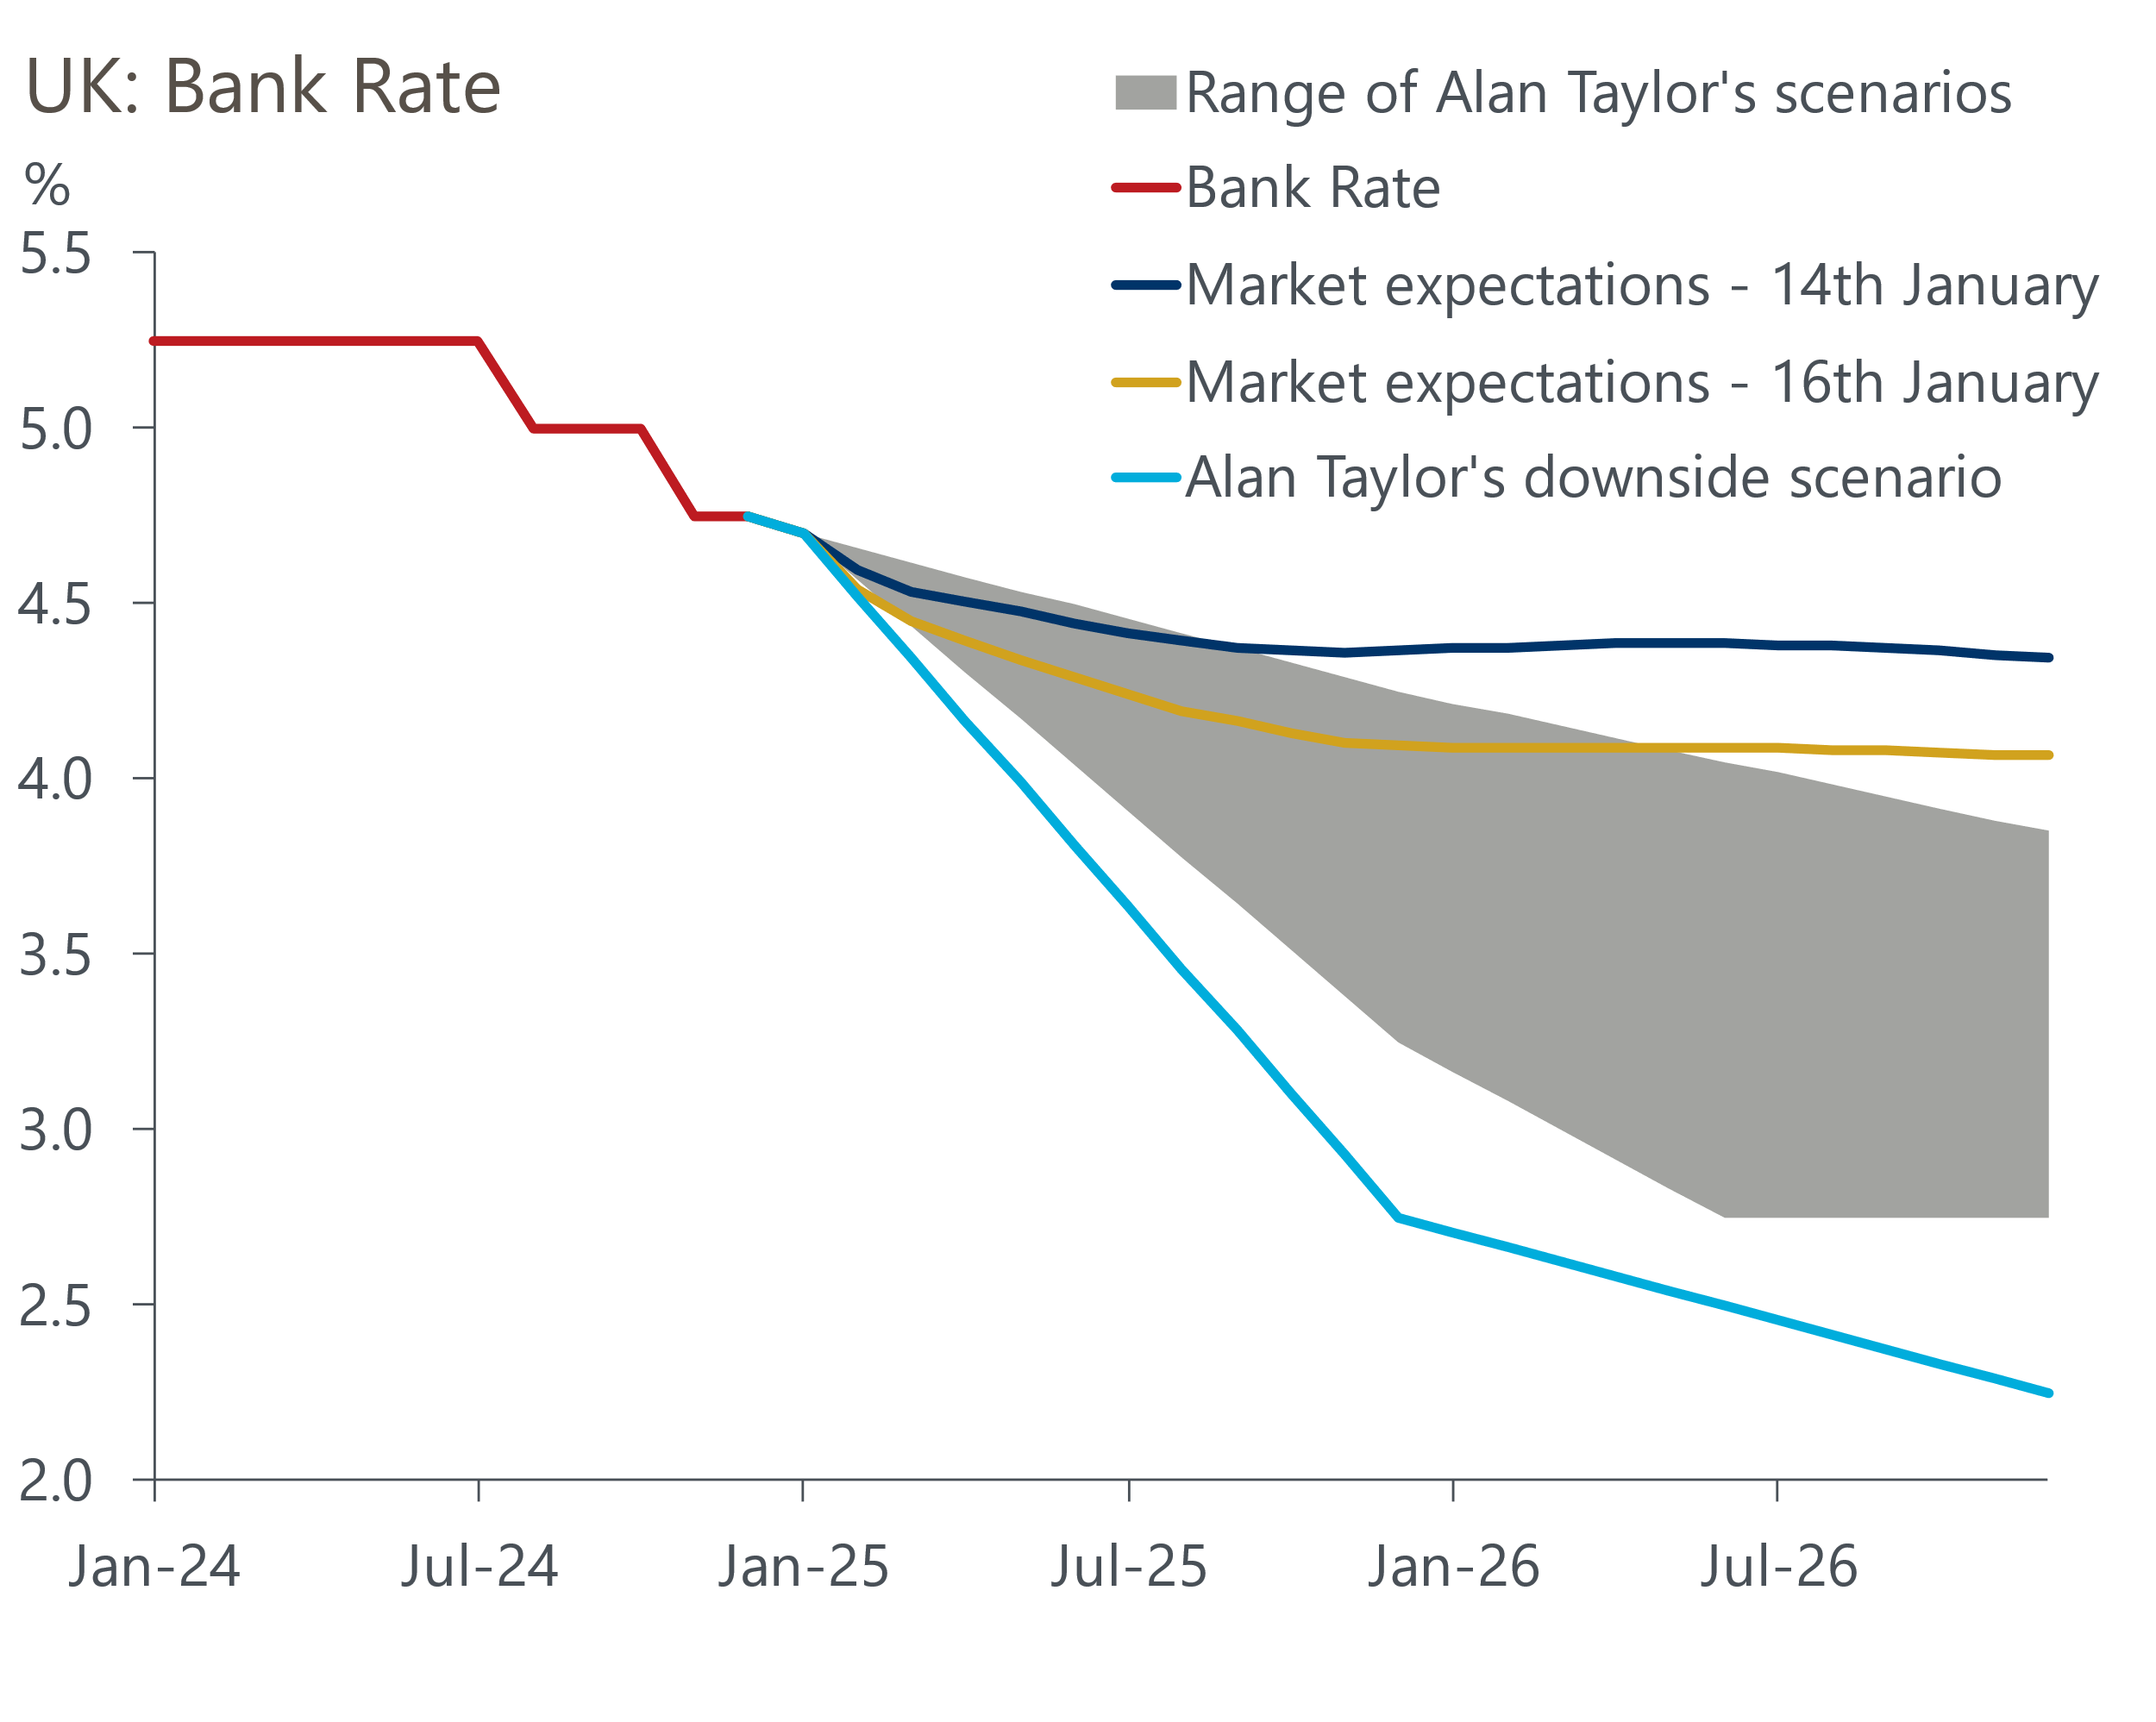 UK: Bank Rate
%
Range of Alan Taylor's scenarios
Bank Rate
Market expectations - 14th January
Market expectations - 16th January
Alan Taylor's downside scenario
5.5
5.0
4.5
4.0
3.5
3.0
2.5
2.0
Jan-24 Jul-24 Jan-25 Jul-25 Jan-26 Jul-26